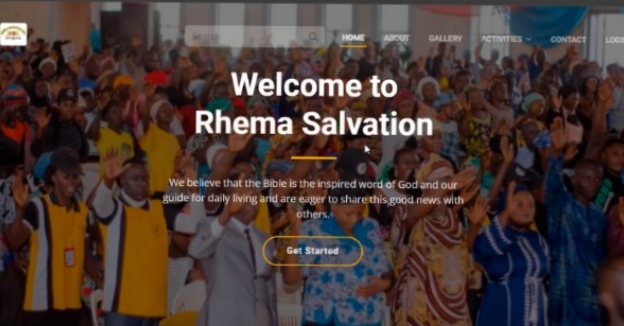 HOME ABOUT GALLERY ACTIVITIES CONTACT
Welcome to
Rhema Salvation
We believe that the Bible is the inspired word of God and our
guide for daily living and are eager to share this good news with
others.
Get Started